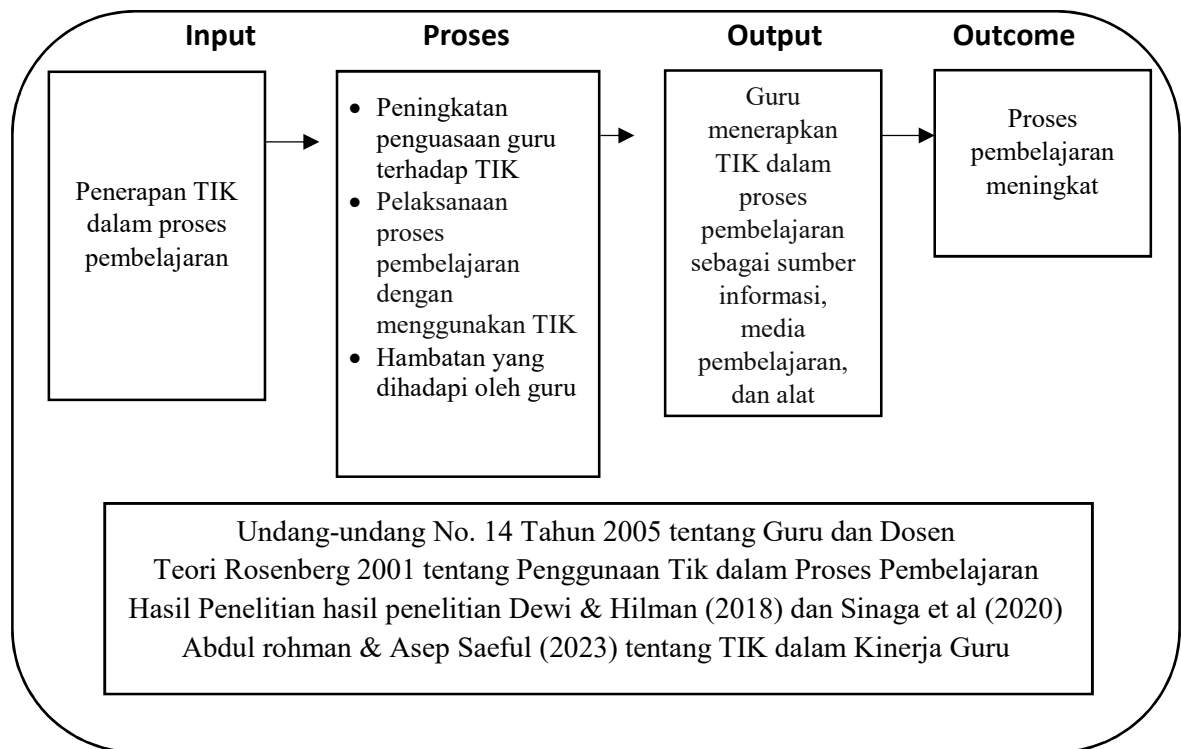 Input Proses Output Outcome
Penerapan TIK
dalam proses
pembelajaran
• Peningkatan
penguasaan guru
terhadap TIK
• Pelaksanaan
proses
pembelajaran
dengan
menggunakan TIK
• Hambatan yang
dihadapi oleh guru
Guru
menerapkan
TIK dalam
proses
pembelajaran
sebagai sumber
informasi,
media
pembelajaran,
dan alat
Proses
pembelajaran
meningkat
Undang-undang No. 14 Tahun 2005 tentang Guru dan Dosen
Teori Rosenberg 2001 tentang Penggunaan Tik dalam Proses Pembelajaran
Hasil Penelitian hasil penelitian Dewi & Hilman (2018) dan Sinaga et al (2020)
Abdul rohman & Asep Saeful (2023) tentang TIK dalam Kinerja Guru